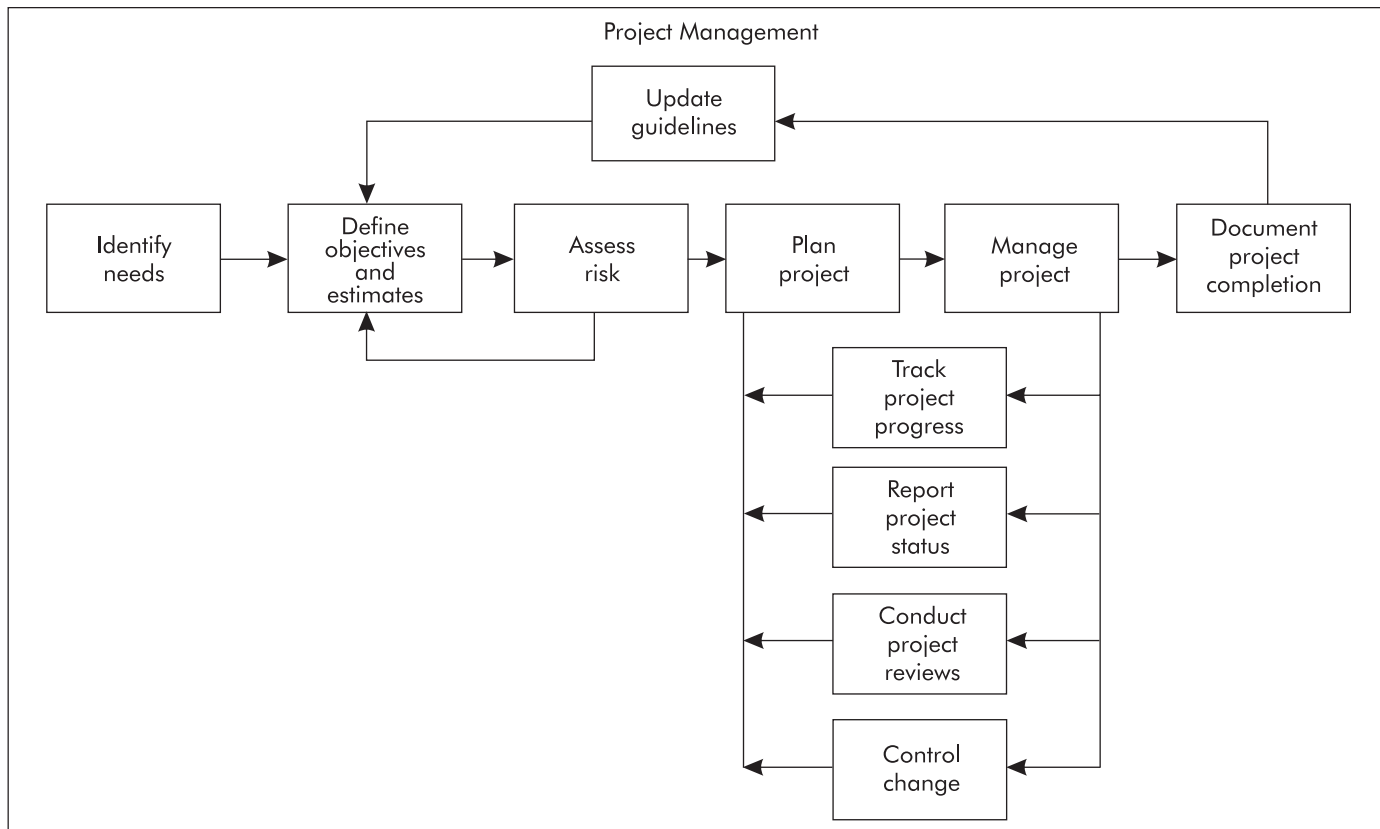 Project Management
Update
guidelines
Identify
needs
Define
objectives
and
estimates
Assess
risk
Plan
project
Manage
project
Document
project
completion
Track
project
progress
Report
project
status
Conduct
project
reviews
Control
change